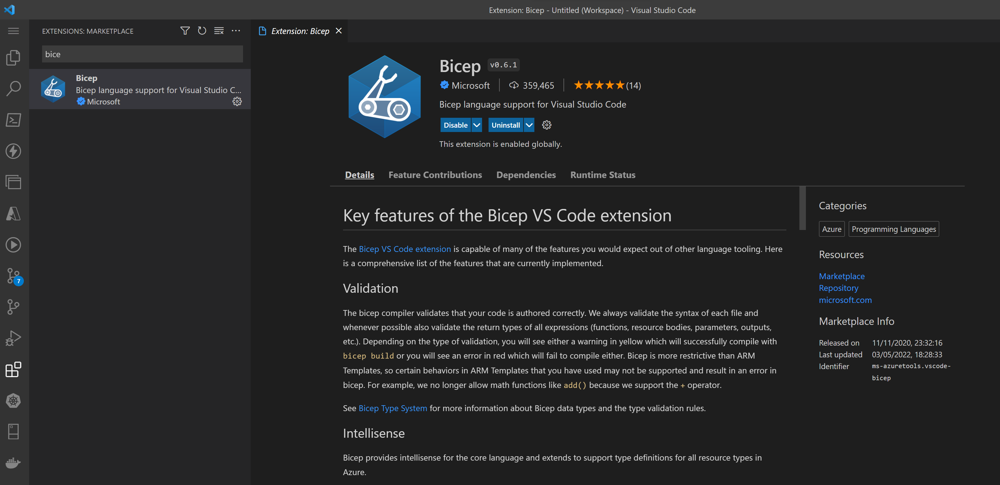 Extension: Bicep - Untitled (Workspace) - Visual Studio Code
EXTENSIONS: MARKETPLACE
bice
Bicep
Bicep language support for Visual Studio C...
Microsoft
7
Extension: Bicep
Bicep v0.6.1
Microsoft 359,465 (14)
Bicep language support for Visual Studio Code
Disable Uninstall
This extension is enabled globally.
Details Feature Contributions Dependencies Runtime Status
Key features of the Bicep VS Code extension
The Bicep VS Code extension is capable of many of the features you would expect out of other language tooling. Here
is a comprehensive list of the features that are currently implemented.
Validation
The bicep compiler validates that your code is authored correctly. We always validate the syntax of each file and
whenever possible also validate the return types of all expressions (functions, resource bodies, parameters, outputs,
etc.). Depending on the type of validation, you will see either a warning in yellow which will successfully compile with
bicep build or you will see an error in red which will fail to compile either. Bicep is more restrictive than ARM
Templates, so certain behaviors in ARM Templates that you have used may not be supported and result in an error in
bicep. For example, we no longer allow math functions like add() because we support the + operator.
See Bicep Type System for more information about Bicep data types and the type validation rules.
Intellisense
Bicep provides intellisense for the core language and extends to support type definitions for all resource types in
Azure.
Categories
Azure Programming Languages
Resources
Marketplace
Repository
microsoft.com
Marketplace Info
Released on 11/11/2020, 23:32:16
Last updated 03/05/2022, 18:28:33
Identifier ms-azuretools.vscode-
bicep